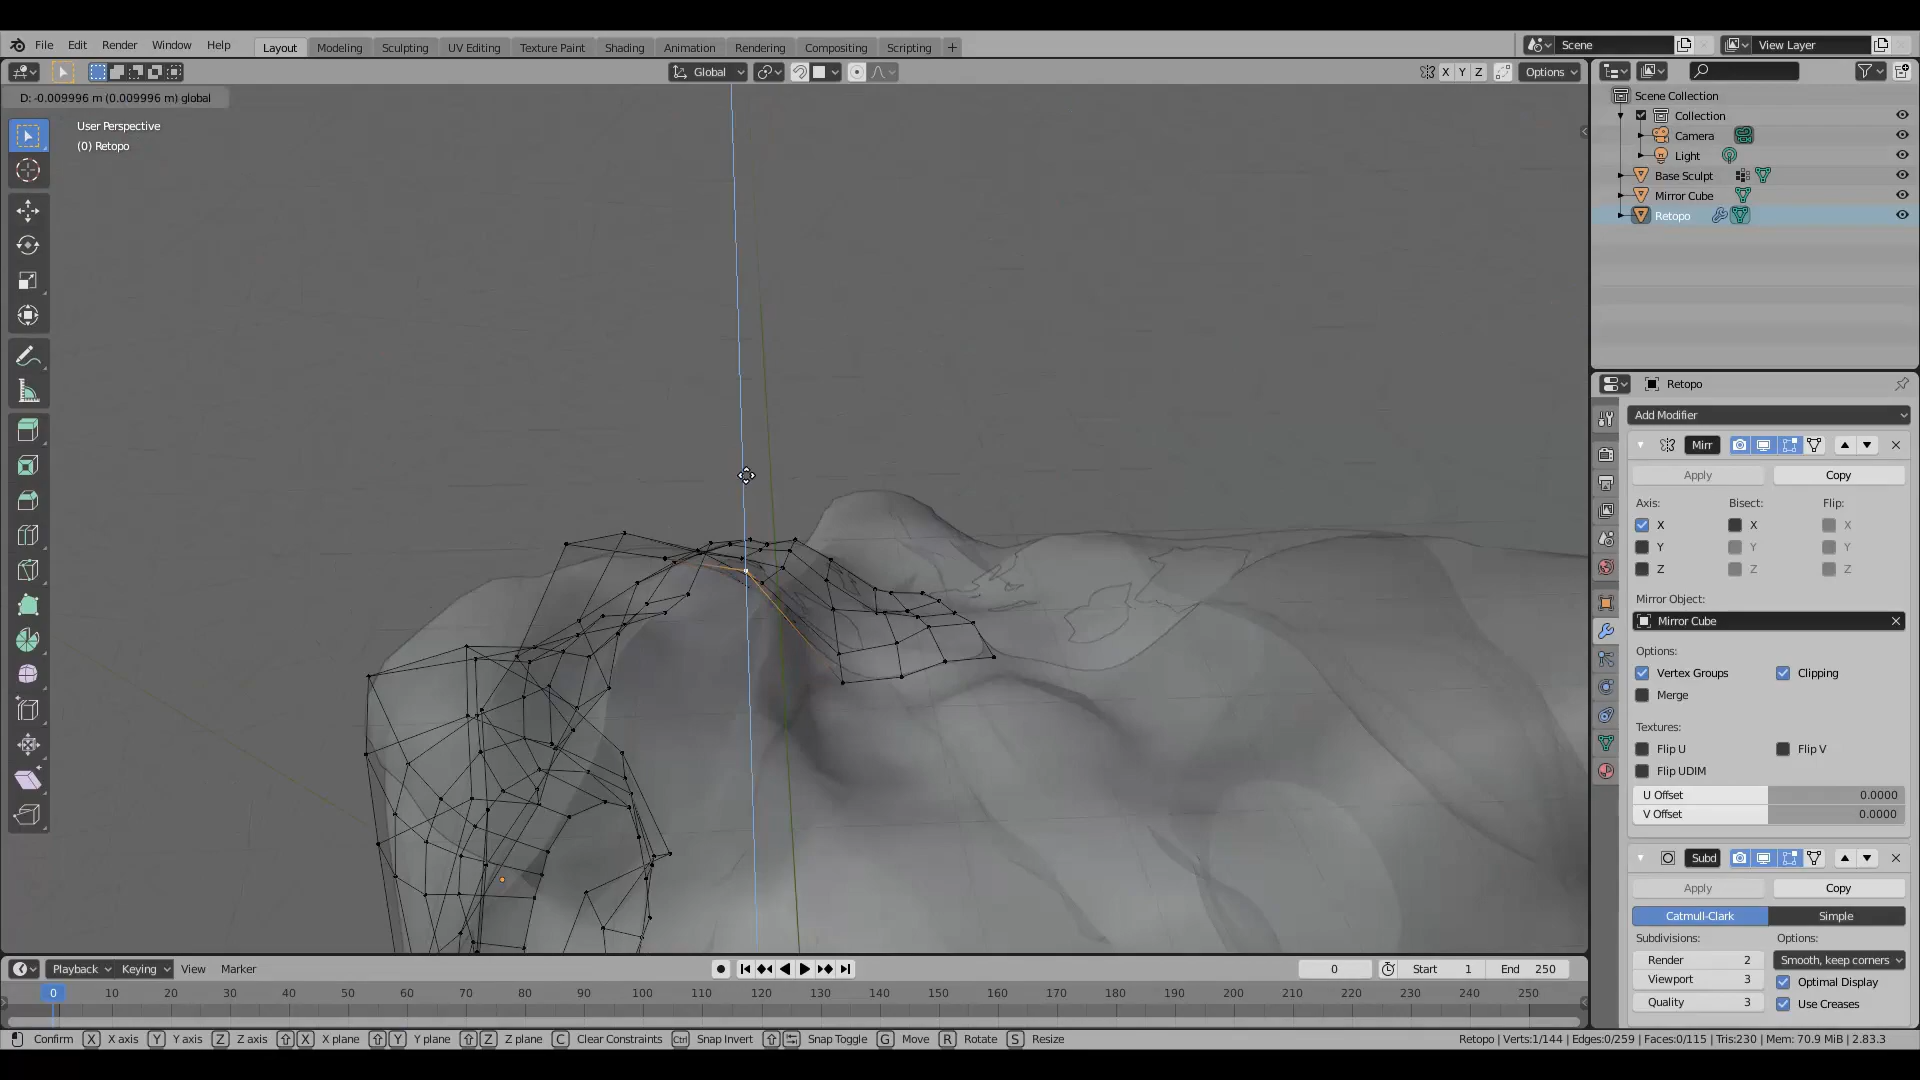 File Edit Render Window Help Layout Modeling Sculpting UV Editing Texture Paint Shading Animation Rendering Compositing Scripting + Scene View Layer
Global X Y Z Options
D: -0.009996 m (0.009996 m) global
User Perspective
(0) Retopo
Scene Collection
Collection
Camera
Light
Base Sculpt
Mirror Cube
Retopo
Retopo
Add Modifier
Mirr
Apply Copy
Axis: Bisect: Flip:
X X X
Y Y Y
Z Z Z
Mirror Object:
Mirror Cube
Options:
Vertex Groups Clipping
Merge
Textures:
Flip U Flip V
Flip UDIM
U Offset 0.0000
V Offset 0.0000
Subd
Apply Copy
Catmull-Clark Simple
Subdivisions: Options:
Render 2 Smooth, keep corners
Viewport 3 Optimal Display
Quality 3 Use Creases
Playback Keying View Marker 0 Start 1 End 250
0 10 20 30 40 50 60 70 80 90 100 110 120 130 140 150 160 170 180 190 200 210 220 230 240 250
Confirm X X axis Y Y axis Z Z axis X X plane Y Y plane Z Z plane C Clear Constraints Ctrl Snap Invert Snap Toggle G Move R Rotate S Resize Retopo | Verts:1/144 | Edges:0/259 | Faces:0/115 | Tris:230 | Mem: 70.9 MiB | 2.83.3